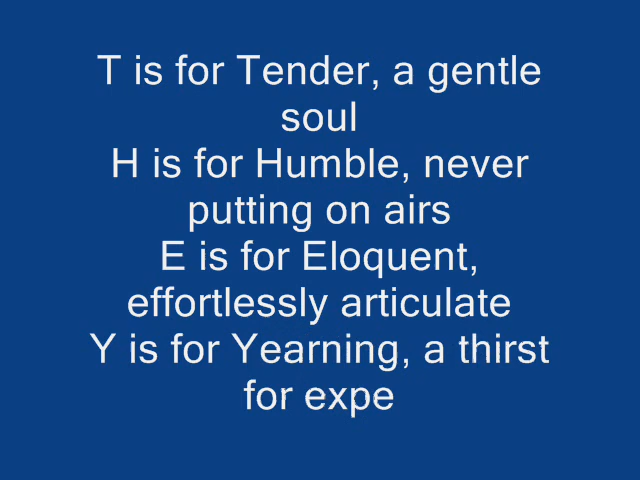 T is for Tender, a gentle
soul
H is for Humble, never
putting on airs
E is for Eloquent,
effortlessly articulate
Y is for Yearning, a thirst
for expe